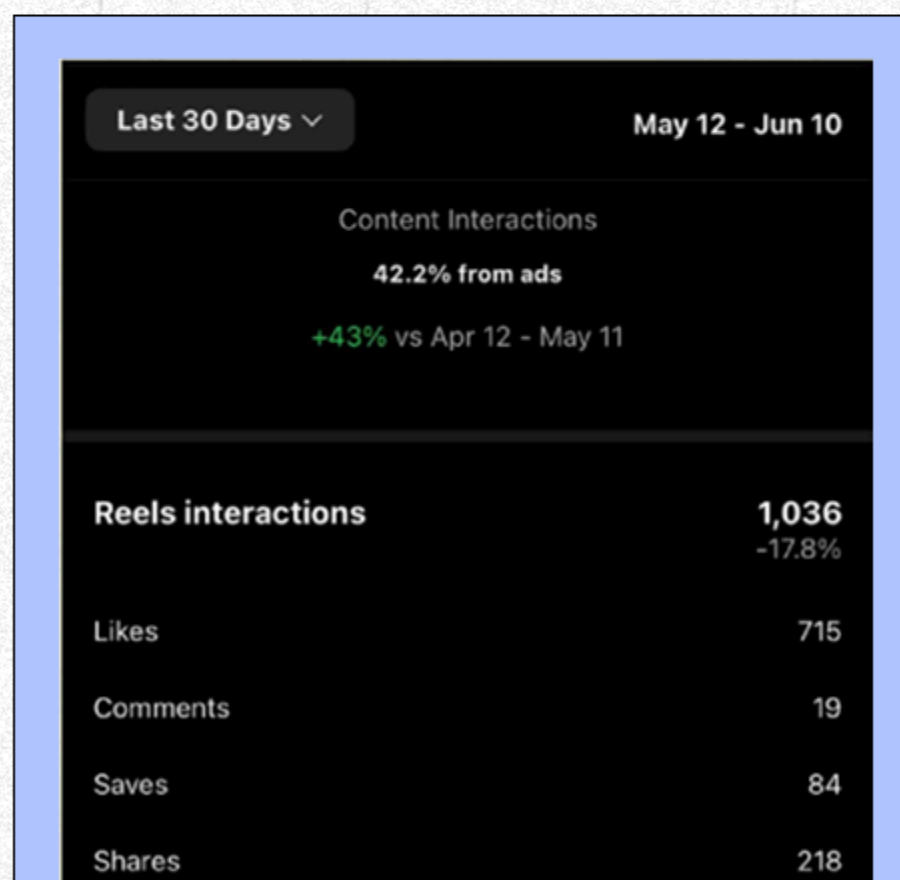 Last 30 Days
May 12 - Jun 10
Content Interactions
42.2% from ads
+43% vs Apr 12 - May 11
Reels interactions 1,036
-17.8%
Likes 715
Comments 19
Saves 84
Shares 218